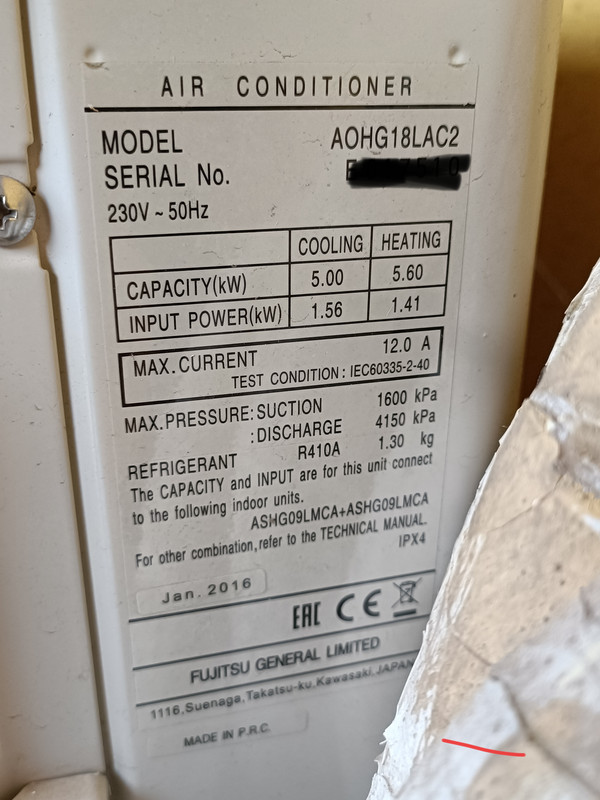 AIR CONDITIONER
MODEL AOHG18LAC2
SERIAL No.
230V ~ 50Hz
COOLING HEATING
CAPACITY(kW) 5.00 5.60
INPUT POWER(kW) 1.56 1.41
MAX.CURRENT 12.0 A
TEST CONDITION : IEC60335-2-40
MAX.PRESSURE:SUCTION 1600 kPa
:DISCHARGE 4150 kPa
REFRIGERANT R410A 1.30 kg
The CAPACITY and INPUT are for this unit connect
to the following indoor units.
ASHG09LMCA+ASHG09LMCA
For other combination,refer to the TECHNICAL MANUAL.
IPX4
Jan. 2016
EAC CE
FUJITSU GENERAL LIMITED
1116,Suenaga,Takatsu-ku,Kawasaki,JAPAN
MADE IN P.R.C.